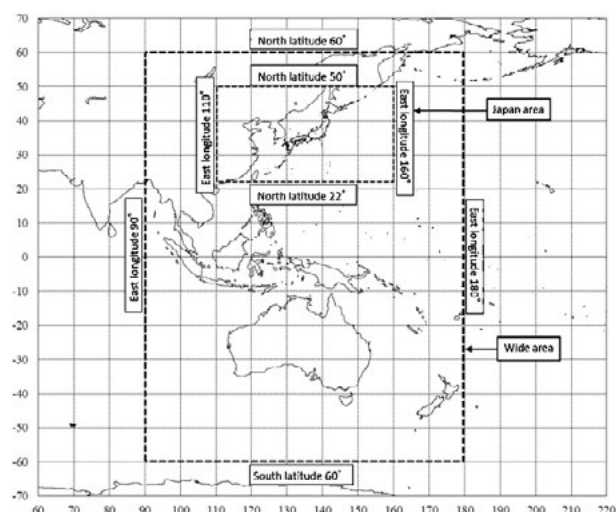 70
60
50
40
30
20
10
0
-10
-20
-30
-40
-50
-60
-70
North latitude 60°
North latitude 50°
East longitude 110°
East longitude 160°
Japan area
North latitude 22°
East longitude 90°
East longitude 180°
Wide area
South latitude 60°
60 70 80 90 100 110 120 130 140 150 160 170 180 190 200 210 220